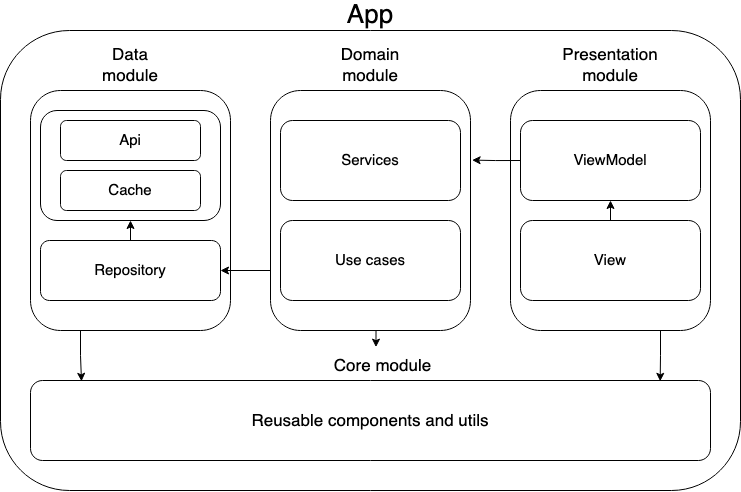 App
Data
module
Domain
module
Presentation
module
Api
Cache
Repository
Services
Use cases
ViewModel
View
Core module
Reusable components and utils